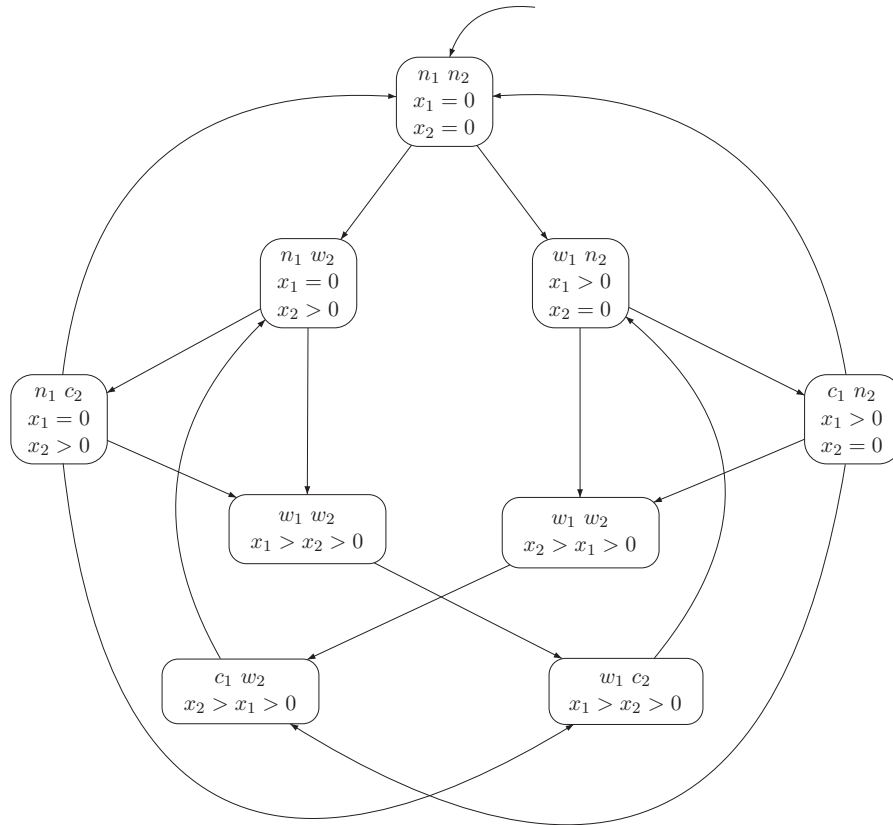 n₁ n₂
x₁ = 0
x₂ = 0
n₁ w₂
x₁ = 0
x₂ > 0
w₁ n₂
x₁ > 0
x₂ = 0
n₁ c₂
x₁ = 0
x₂ > 0
c₁ n₂
x₁ > 0
x₂ = 0
w₁ w₂
x₁ > x₂ > 0
w₁ w₂
x₂ > x₁ > 0
c₁ w₂
x₂ > x₁ > 0
w₁ c₂
x₁ > x₂ > 0